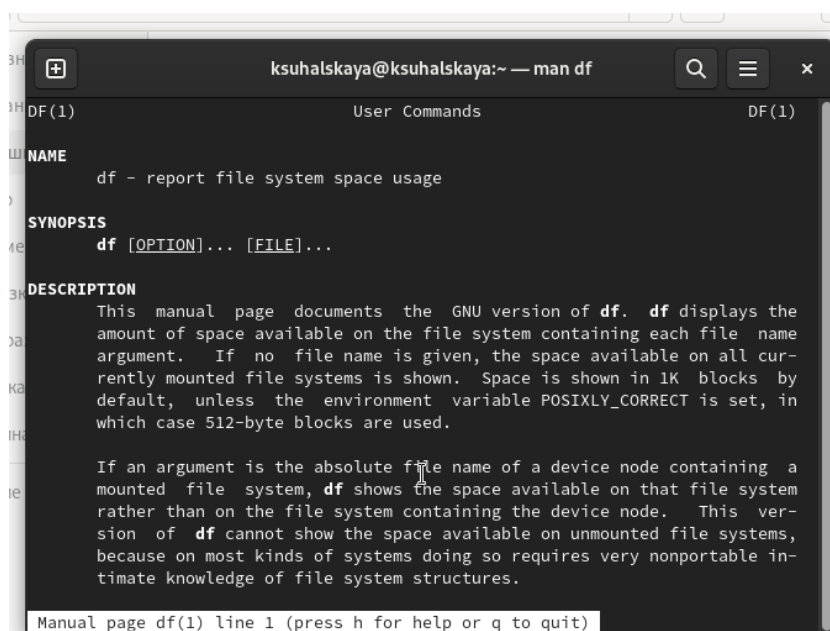 ksuhalskaya@ksuhalskaya:~ — man df
DF(1) User Commands DF(1)
NAME
df - report file system space usage
SYNOPSIS
df [OPTION]... [FILE]...
DESCRIPTION
This manual page documents the GNU version of df. df displays the
amount of space available on the file system containing each file name
argument. If no file name is given, the space available on all cur-
rently mounted file systems is shown. Space is shown in 1K blocks by
default, unless the environment variable POSIXLY_CORRECT is set, in
which case 512-byte blocks are used.
If an argument is the absolute file name of a device node containing a
mounted file system, df shows the space available on that file system
rather than on the file system containing the device node. This ver-
sion of df cannot show the space available on unmounted file systems,
because on most kinds of systems doing so requires very nonportable in-
timate knowledge of file system structures.
Manual page df(1) line 1 (press h for help or q to quit)